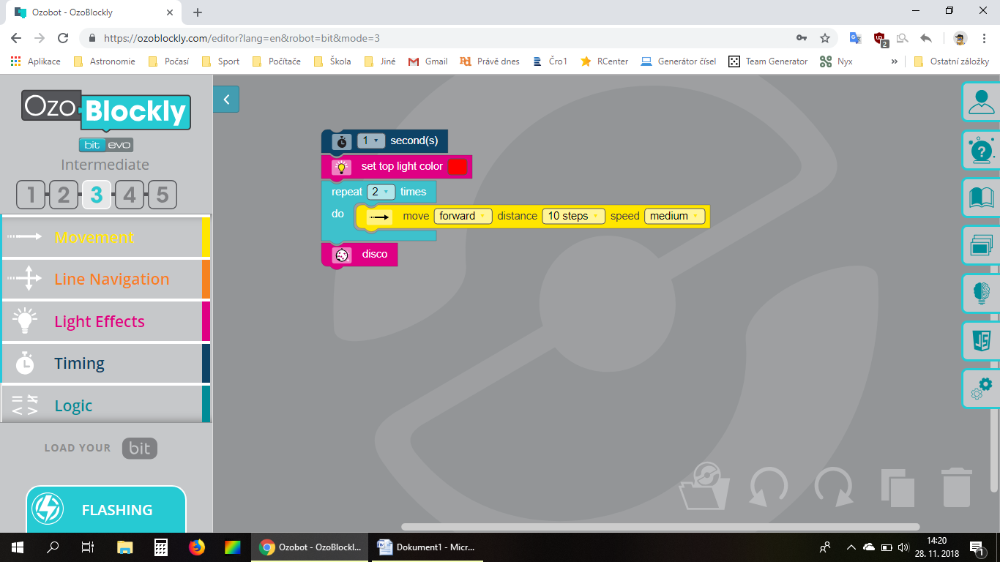 Ozobot - OzoBlockly
https://ozoblockly.com/editor?lang=en&robot=bit&mode=3
2
Aplikace Astronomie Počasí Sport Počítače Škola Jiné Gmail Právě dnes Čro1 RCenter Generátor čísel Team Generator Nyx » Ostatní záložky
Ozo Blockly
bit evo
Intermediate
1 2 3 4 5
Movement
Line Navigation
Light Effects
Timing
Logic
LOAD YOUR bit
FLASHING
1 second(s)
set top light color
repeat 2 times
do move forward distance 10 steps speed medium
disco
JS
Ozobot - OzoBlockl... Dokument1 - Micr...
14:20
28. 11. 2018
1